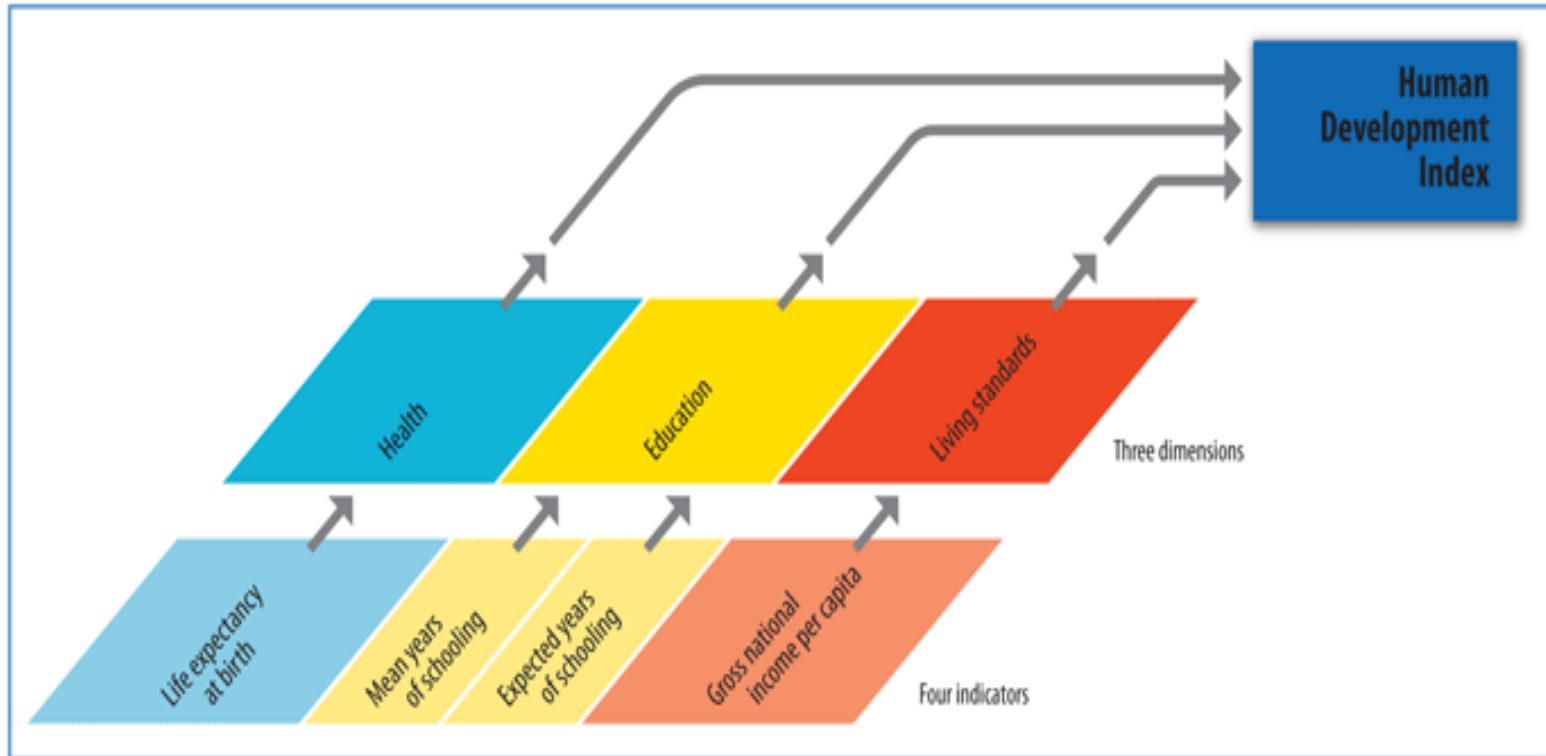 Human
Development
Index
Health
Education
Living standards
Three dimensions
Life expectancy
at birth
Mean years
of schooling
Expected years
of schooling
Gross national
income per capita
Four indicators